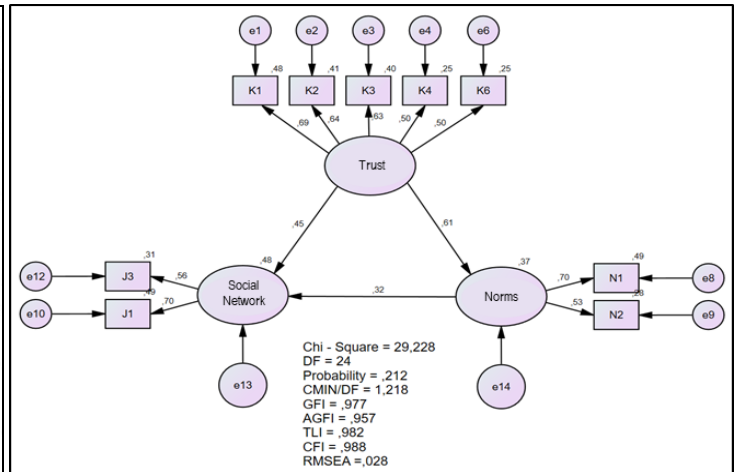 e1 e2 e3 e4 e6
,48 ,41 ,40 ,25 ,25
K1 K2 K3 K4 K6
,69 ,64 ,63 ,50 ,50
Trust
,45 ,61
,31 ,48 ,37 ,49
e12 J3 ,56 ,70 N1 e8
Social
Network
,32
Norms
,49 ,28
e10 J1 ,70 ,53 N2 e9
e13 e14
Chi - Square = 29,228
DF = 24
Probability = ,212
CMIN/DF = 1,218
GFI = ,977
AGFI = ,957
TLI = ,982
CFI = ,988
RMSEA =,028